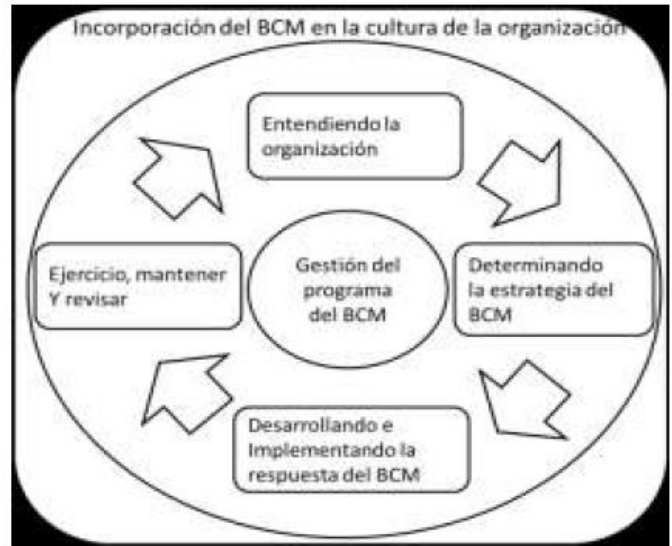 Incorporación del BCM en la cultura de la organización
Entendiendo la
organización
Ejercicio, mantener
Y revisar
Gestión del
programa
del BCM
Determinando
la estrategia del
BCM
Desarrollando e
Implementando la
respuesta del BCM